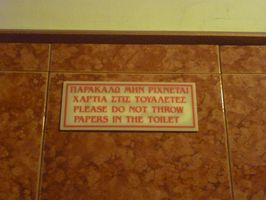 ΠΑΡΑΚΑΛΩ ΜΗΝ ΡΙΧΝΕΤΑΙ
ΧΑΡΤΙΑ ΣΤΙΣ ΤΟΥΑΛΕΤΕΣ
PLEASE DO NOT THROW
PAPERS IN THE TOILET